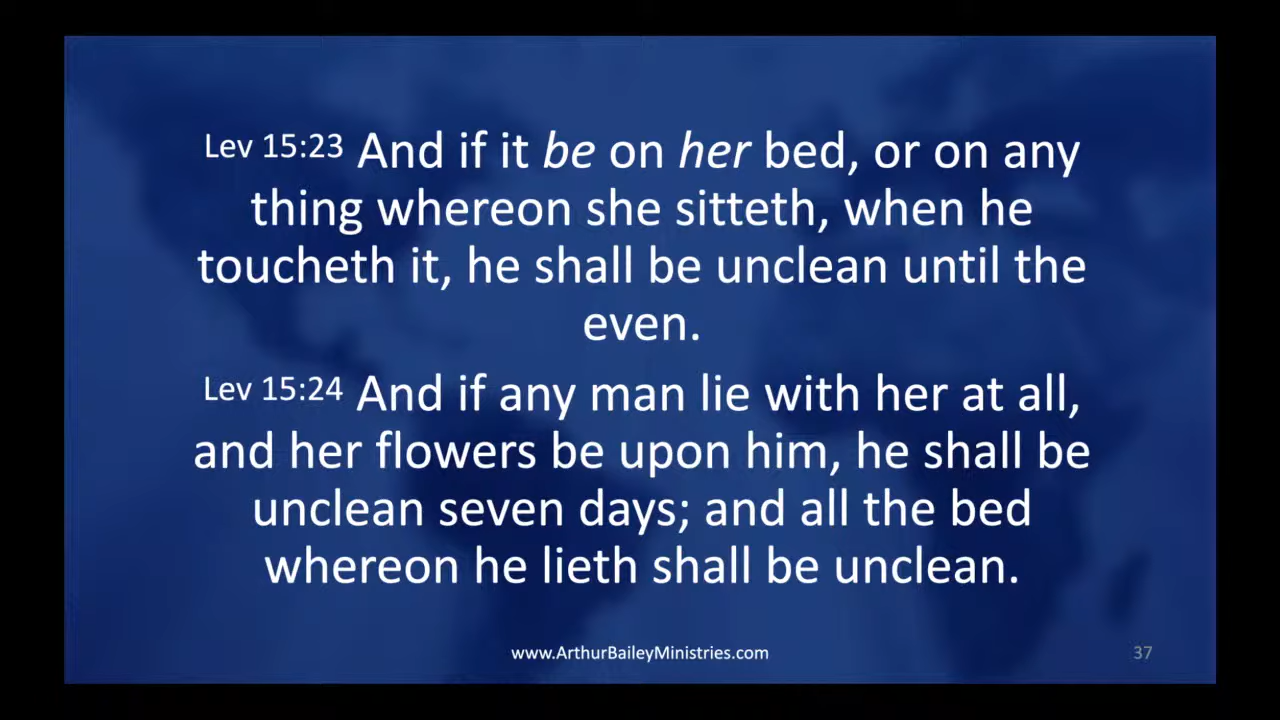 Lev 15:23 And if it be on her bed, or on any
thing whereon she sitteth, when he
toucheth it, he shall be unclean until the
even.
Lev 15:24 And if any man lie with her at all,
and her flowers be upon him, he shall be
unclean seven days; and all the bed
whereon he lieth shall be unclean.
www.ArthurBaileyMinistries.com
37